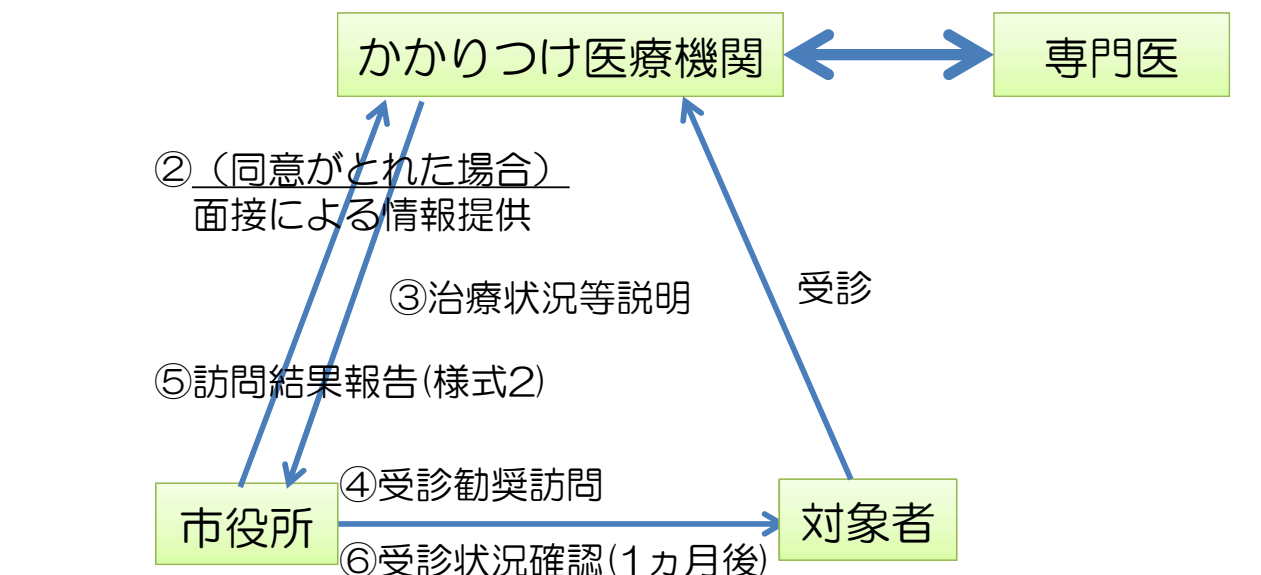 かかりつけ医療機関
専門医
②（同意がとれた場合）
面接による情報提供
③治療状況等説明
受診
⑤訪問結果報告(様式2)
④受診勧奨訪問
市役所
対象者
⑥受診状況確認(1ヵ月後)